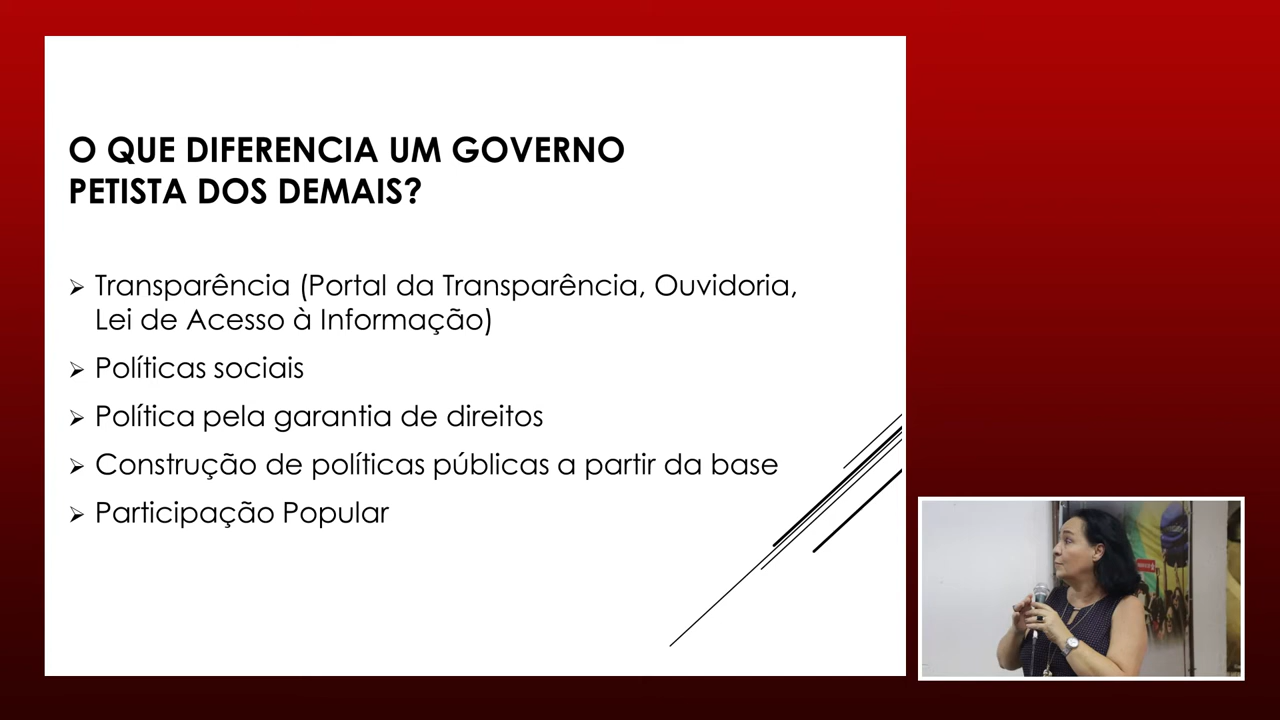 O QUE DIFERENCIA UM GOVERNO
PETISTA DOS DEMAIS?
Transparência (Portal da Transparência, Ouvidoria,
Lei de Acesso à Informação)
Políticas sociais
Política pela garantia de direitos
Construção de políticas públicas a partir da base
Participação Popular